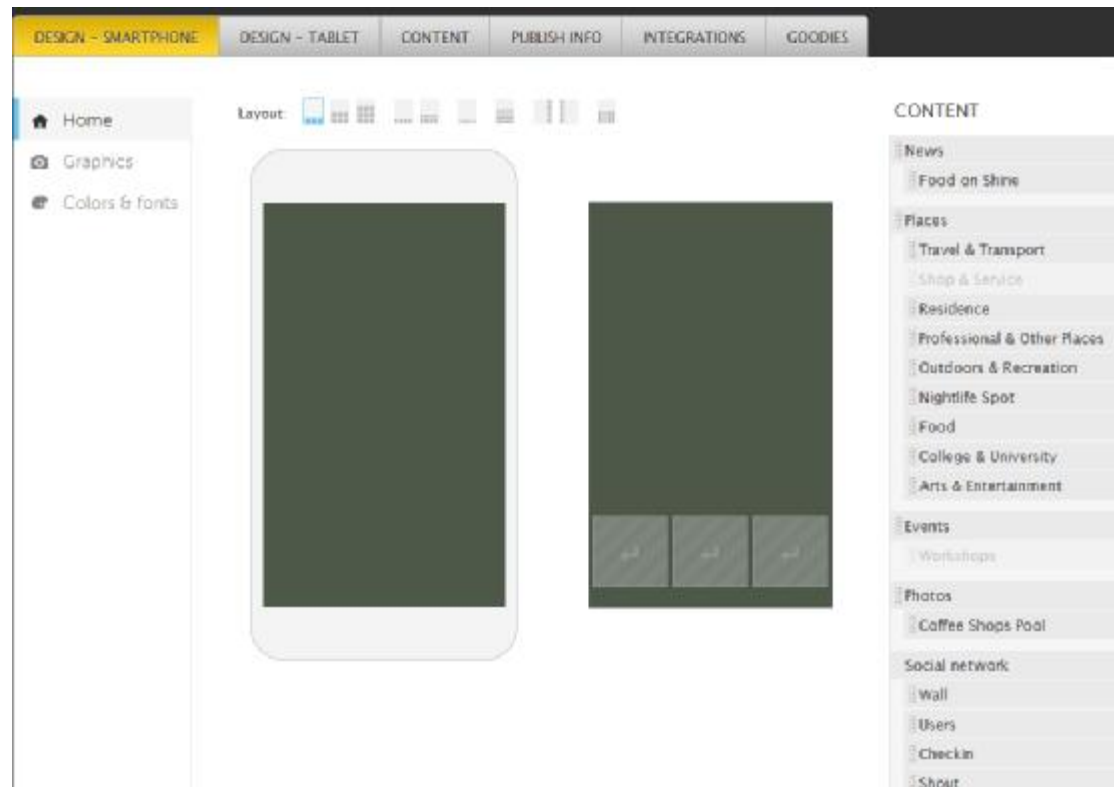 DESIGN – SMARTPHONE
DESIGN – TABLET
CONTENT
PUBLISH INFO
INTEGRATIONS
GOODIES
Home
Graphics
Colors & fonts
Layout:
CONTENT
News
Food on Shine
Places
Travel & Transport
Shop & Service
Residence
Professional & Other Places
Outdoors & Recreation
Nightlife Spot
Food
College & University
Arts & Entertainment
Events
Workshops
Photos
Coffee Shops Pool
Social network
Wall
Users
Checkin
Shout